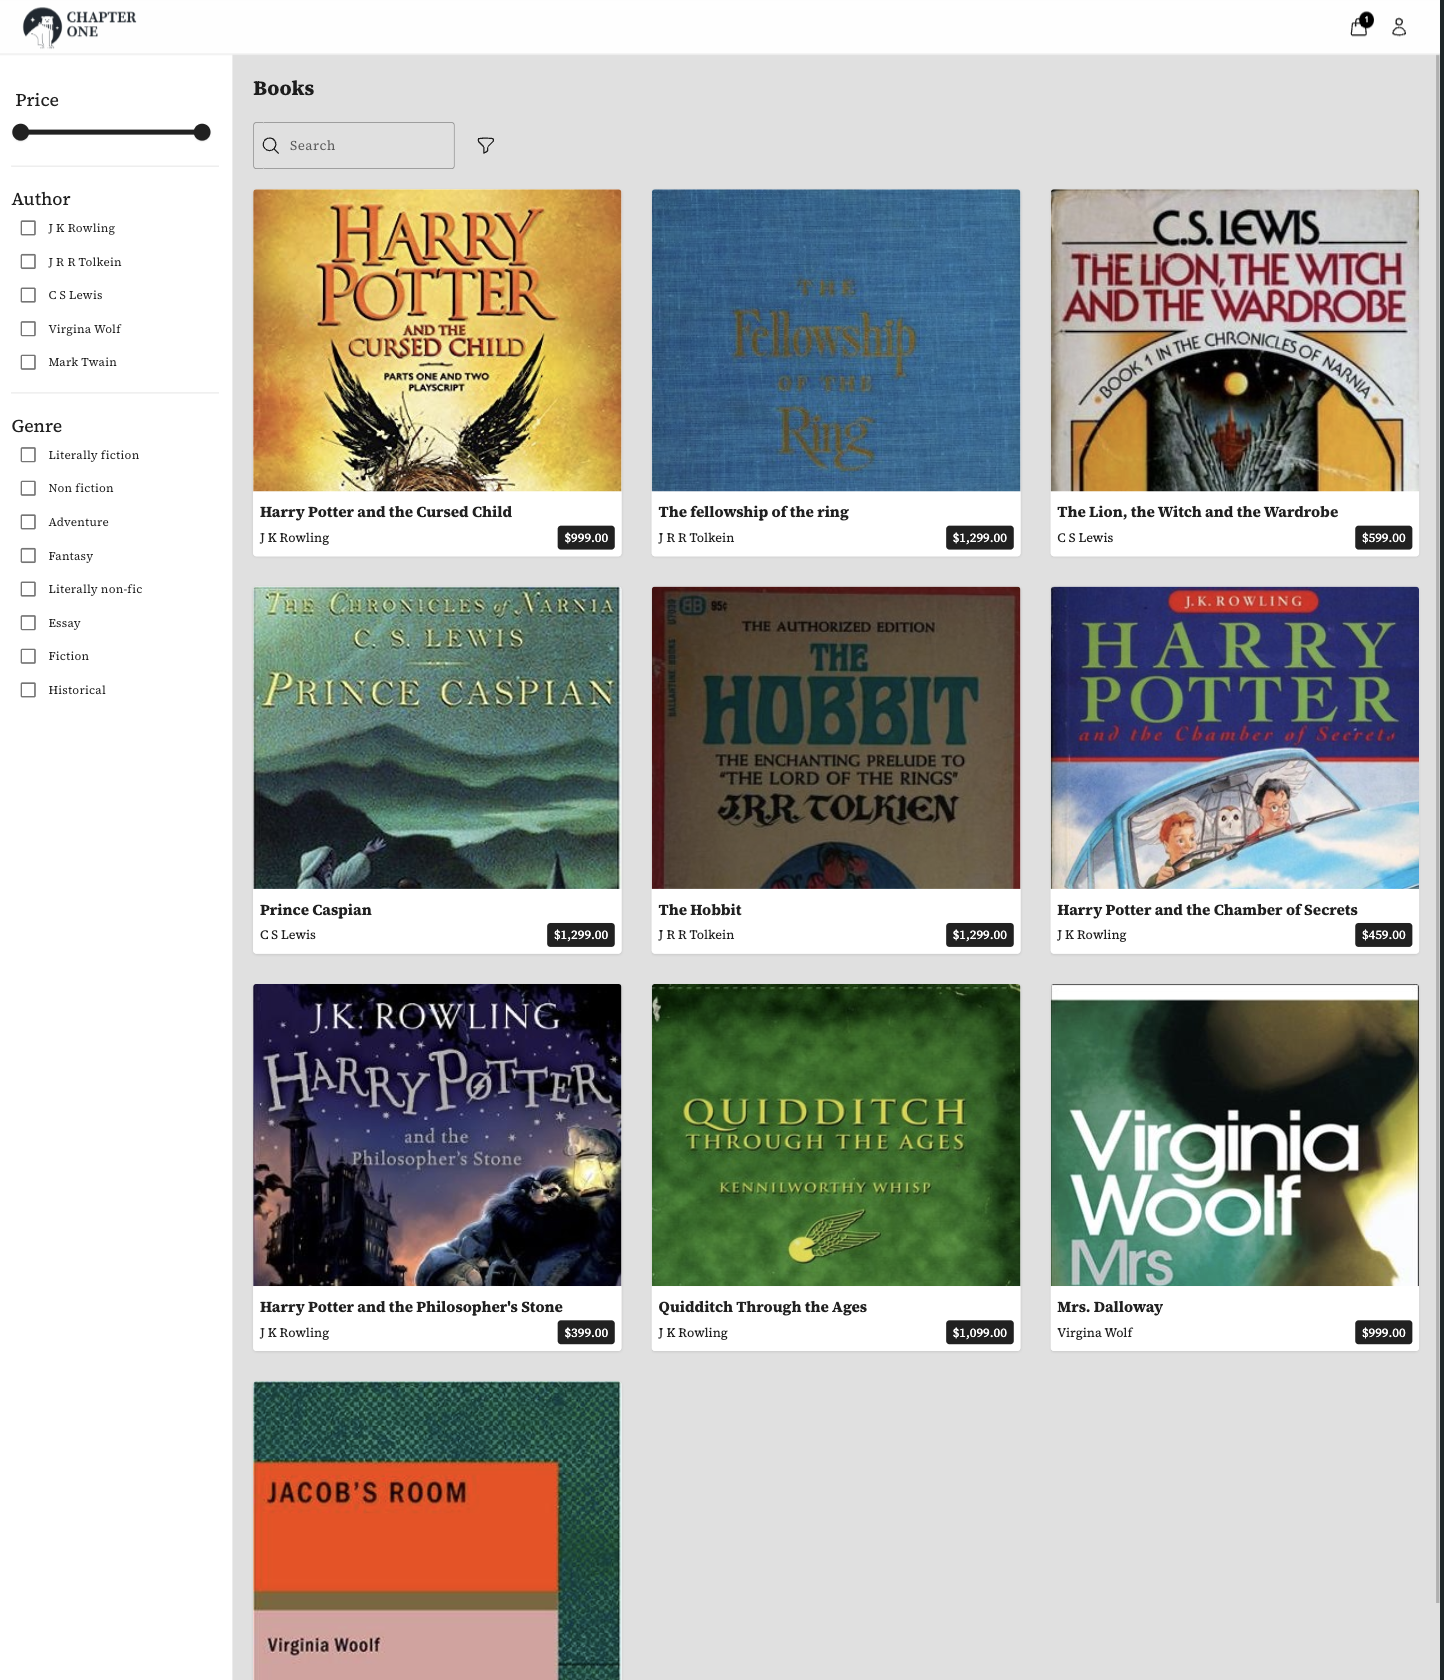 CHAPTER
ONE
1
Price
Author
J K Rowling
J R R Tolkein
C S Lewis
Virgina Wolf
Mark Twain
Genre
Literally fiction
Non fiction
Adventure
Fantasy
Literally non-fic
Essay
Fiction
Historical
Books
Search
HARRY
POTTER
AND THE
CURSED CHILD
PARTS ONE AND TWO
PLAYSCRIPT
Harry Potter and the Cursed Child
J K Rowling
$999.00
THE
Fellowship
OF THE
Ring
The fellowship of the ring
J R R Tolkein
$1,299.00
C.S. LEWIS
THE LION, THE WITCH
AND THE WARDROBE
•BOOK 1 IN THE CHRONICLES OF NARNIA•
The Lion, the Witch and the Wardrobe
C S Lewis
$599.00
THE CHRONICLES of NARNIA
C. S. LEWIS
PRINCE CASPIAN
Prince Caspian
C S Lewis
$1,299.00
BB 95¢
U7039
BALLANTINE BOOKS
THE AUTHORIZED EDITION
THE
HOBBIT
THE ENCHANTING PRELUDE TO
"THE LORD OF THE RINGS"
J.R.R. TOLKIEN
The Hobbit
J R R Tolkein
$1,299.00
J.K. ROWLING
HARRY
POTTER
and the Chamber of Secrets
Harry Potter and the Chamber of Secrets
J K Rowling
$459.00
J.K. ROWLING
HARRY POTTER
and the
Philosopher's Stone
Harry Potter and the Philosopher's Stone
J K Rowling
$399.00
QUIDDITCH
THROUGH THE AGES
KENNILWORTHY WHISP
Quidditch Through the Ages
J K Rowling
$1,099.00
Virginia
Woolf
Mrs
Mrs. Dalloway
Virgina Wolf
$999.00
JACOB'S ROOM
Virginia Woolf